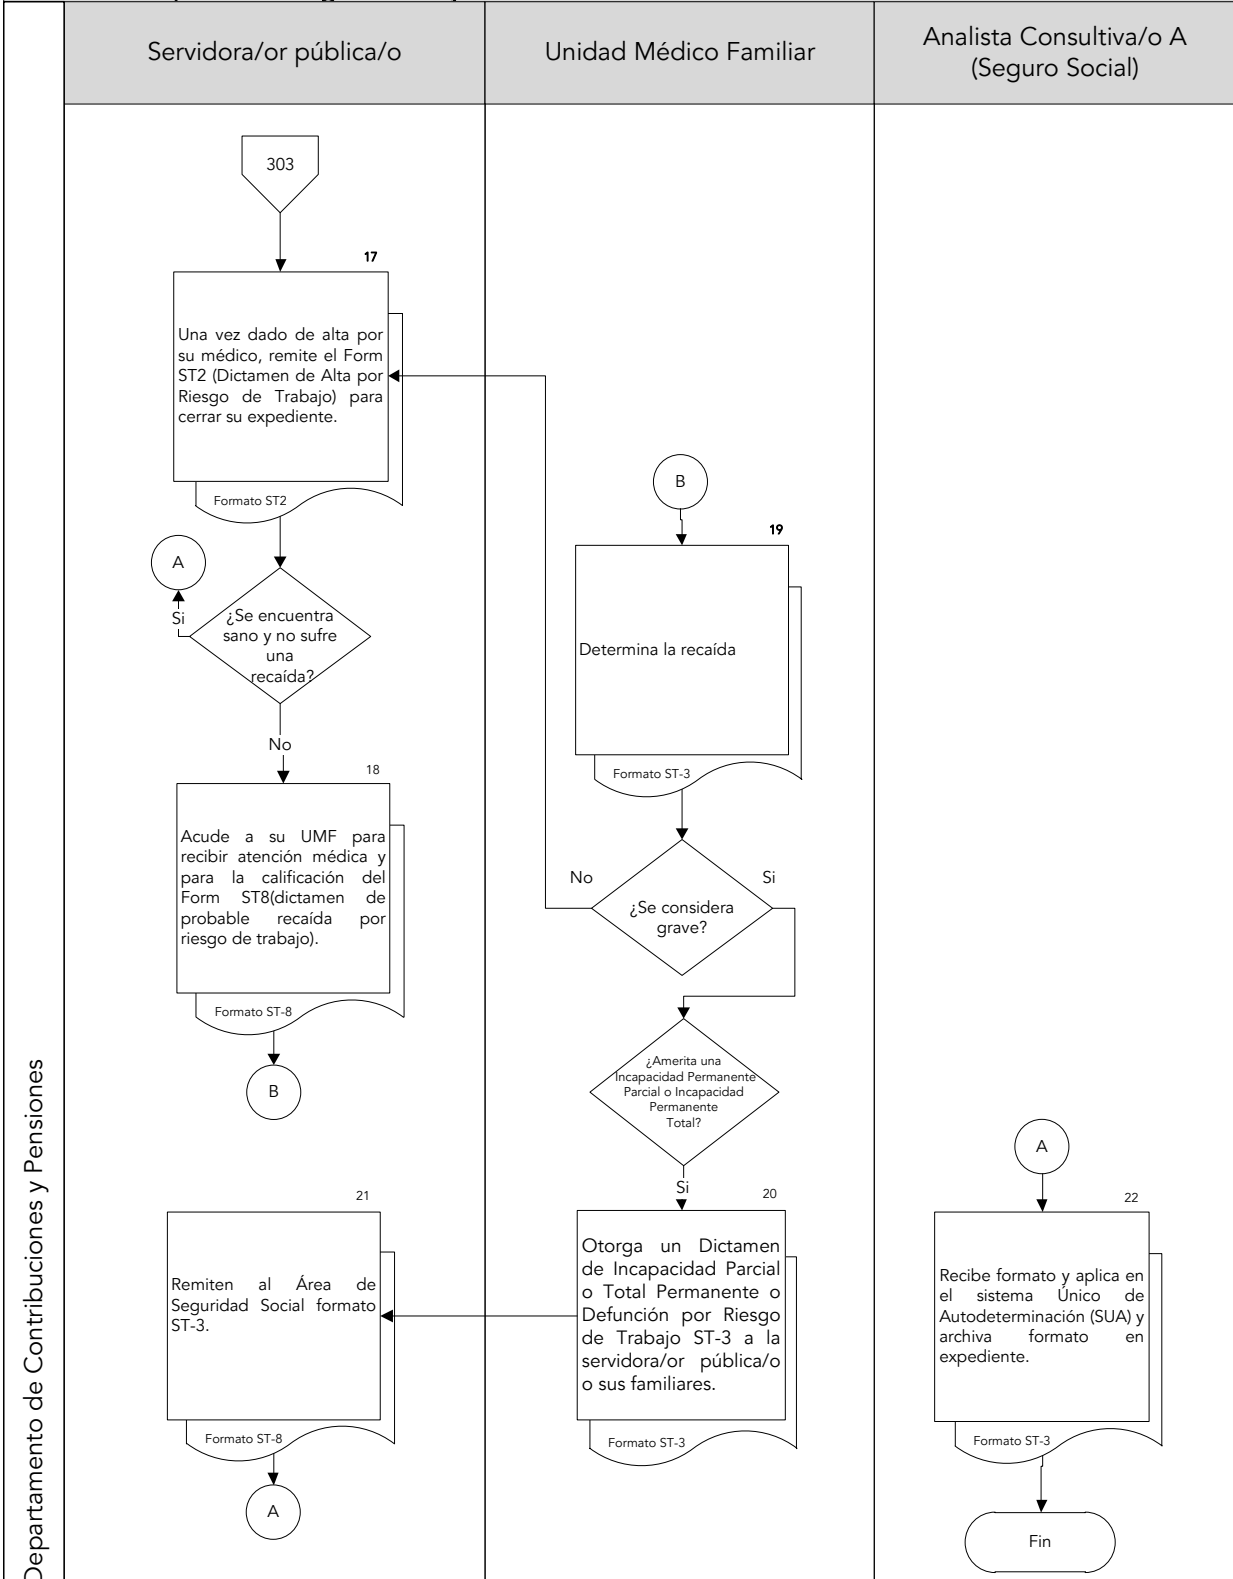 Servidora/or pública/o
Unidad Médico Familiar
Analista Consultiva/o A
(Seguro Social)
Departamento de Contribuciones y Pensiones
303
17
Una vez dado de alta por
su médico, remite el Form
ST2 (Dictamen de Alta por
Riesgo de Trabajo) para
cerrar su expediente.
Formato ST2
A
Si
¿Se encuentra
sano y no sufre
una
recaída?
No
18
Acude a su UMF para
recibir atención médica y
para la calificación del
Form ST8(dictamen de
probable recaída por
riesgo de trabajo).
Formato ST-8
B
B
19
Determina la recaída
Formato ST-3
No
Si
¿Se considera
grave?
¿Amerita una
Incapacidad Permanente
Parcial o Incapacidad
Permanente
Total?
Si
20
Otorga un Dictamen
de Incapacidad Parcial
o Total Permanente o
Defunción por Riesgo
de Trabajo ST-3 a la
servidora/or pública/o
o sus familiares.
Formato ST-3
21
Remiten al Área de
Seguridad Social formato
ST-3.
Formato ST-8
A
A
22
Recibe formato y aplica en
el sistema Único de
Autodeterminación (SUA) y
archiva formato en
expediente.
Formato ST-3
Fin